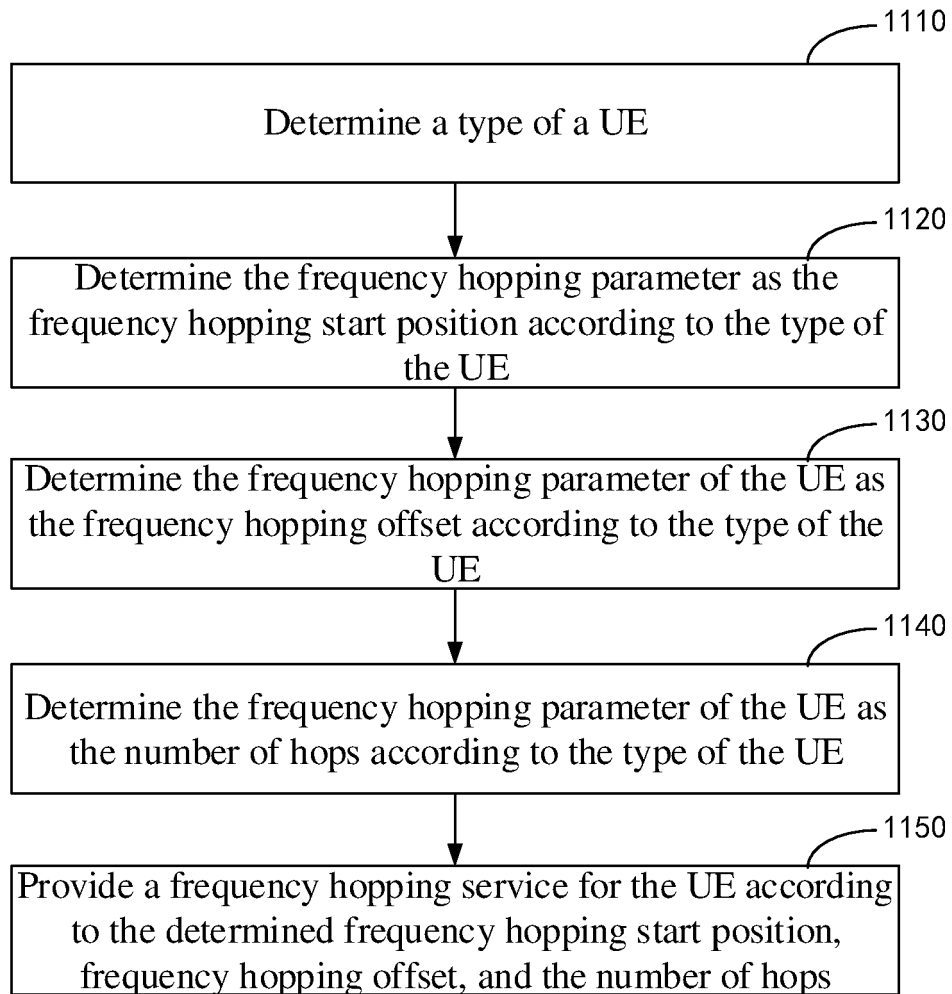 1110
Determine a type of a UE
1120
Determine the frequency hopping parameter as the
frequency hopping start position according to the type of
the UE
1130
Determine the frequency hopping parameter of the UE as
the frequency hopping offset according to the type of the
UE
1140
Determine the frequency hopping parameter of the UE as
the number of hops according to the type of the UE
1150
Provide a frequency hopping service for the UE according
to the determined frequency hopping start position,
frequency hopping offset, and the number of hops